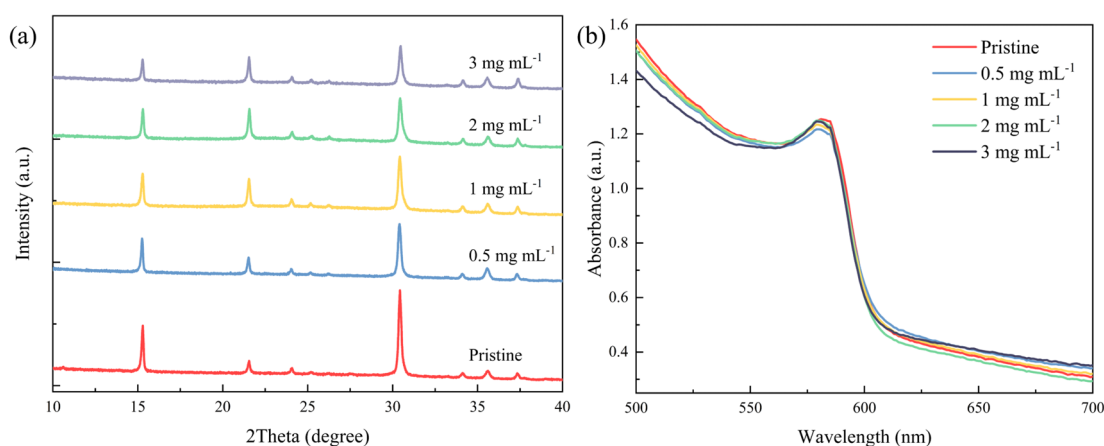 (a)
3 mg mL⁻¹
2 mg mL⁻¹
1 mg mL⁻¹
0.5 mg mL⁻¹
Pristine
Intensity (a.u.)
10 15 20 25 30 35 40
2Theta (degree)
(b)
Pristine
0.5 mg mL⁻¹
1 mg mL⁻¹
2 mg mL⁻¹
3 mg mL⁻¹
1.6
1.4
1.2
1.0
0.8
0.6
0.4
Absorbance (a.u.)
500 550 600 650 700
Wavelength (nm)